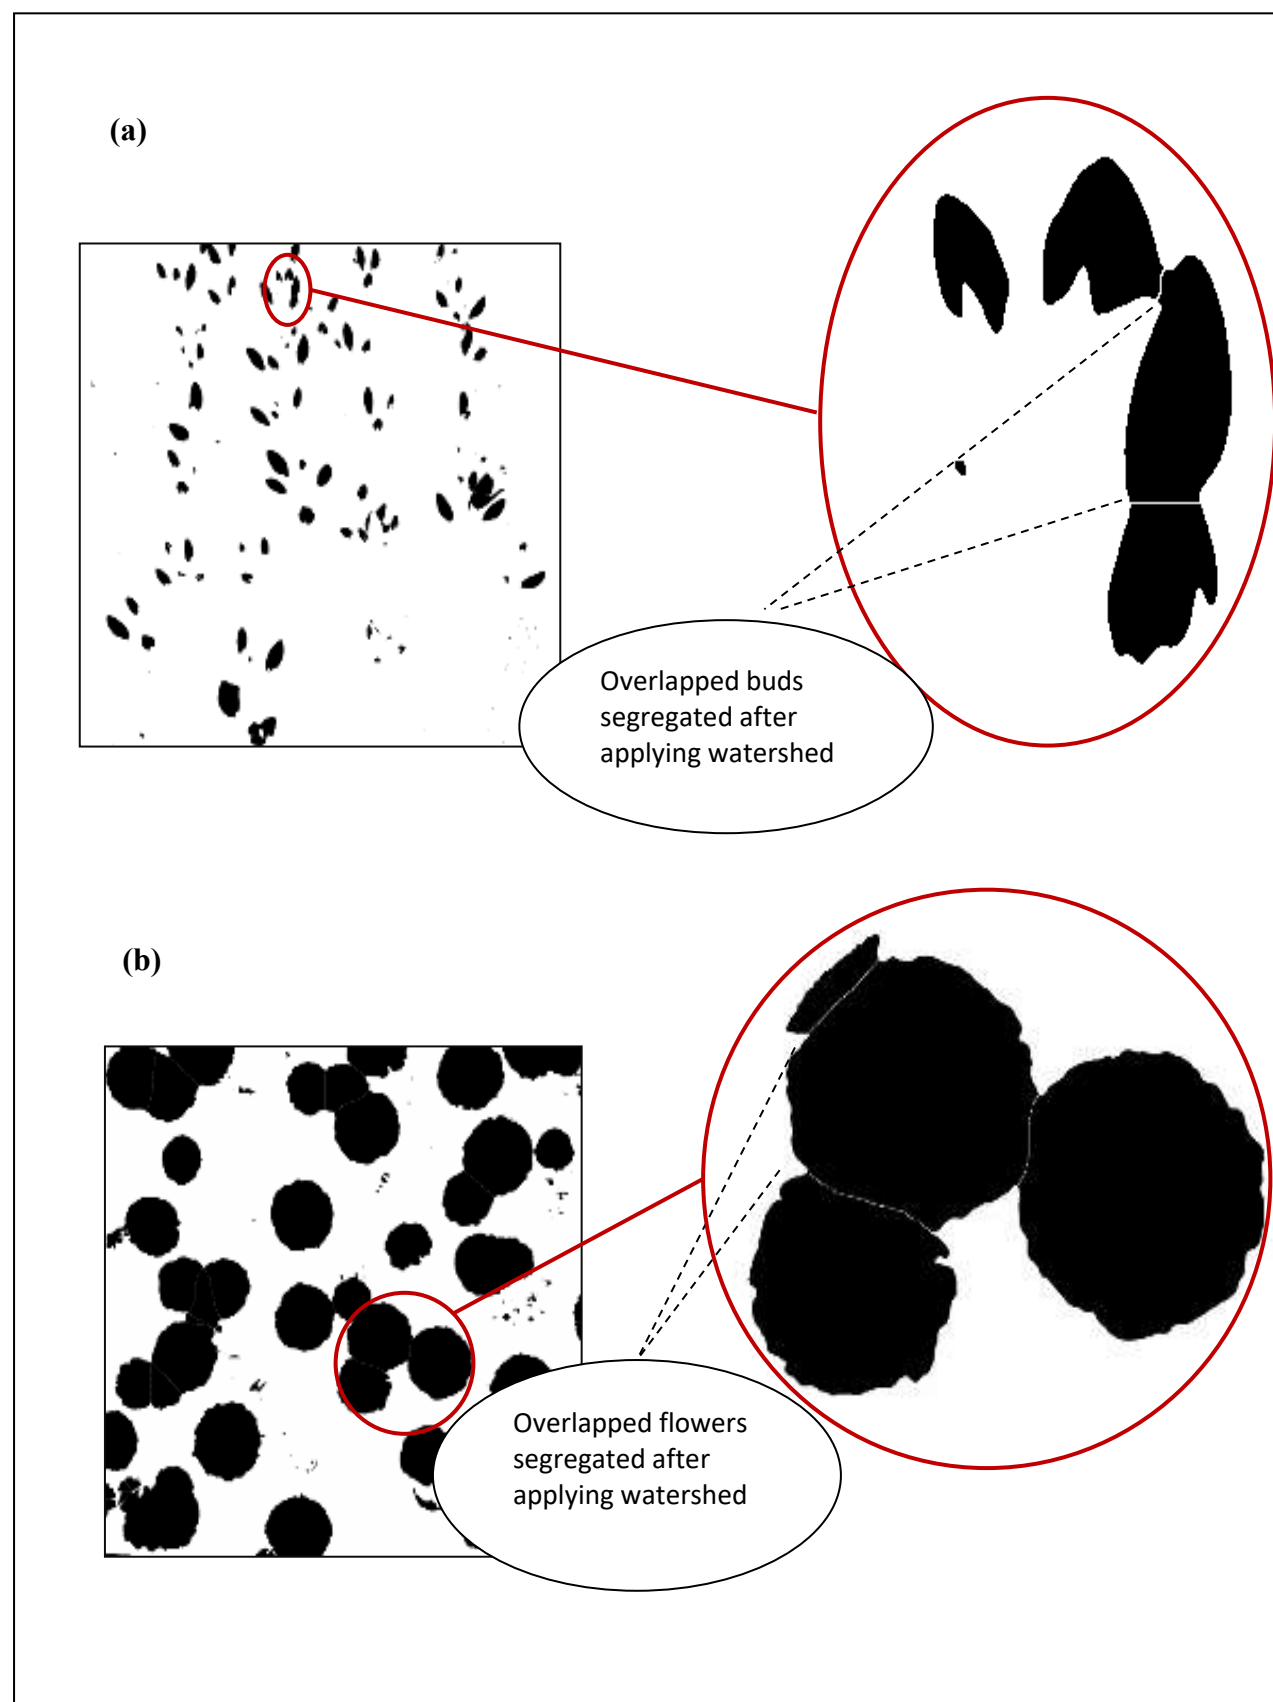 (a)
Overlapped buds
segregated after
applying watershed
(b)
Overlapped flowers
segregated after
applying watershed